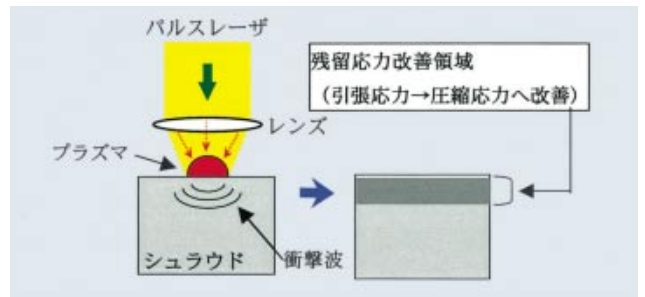 パルスレーザ
残留応力改善領域
（引張応力→圧縮応力へ改善）
レンズ
プラズマ
シュラウド
衝撃波